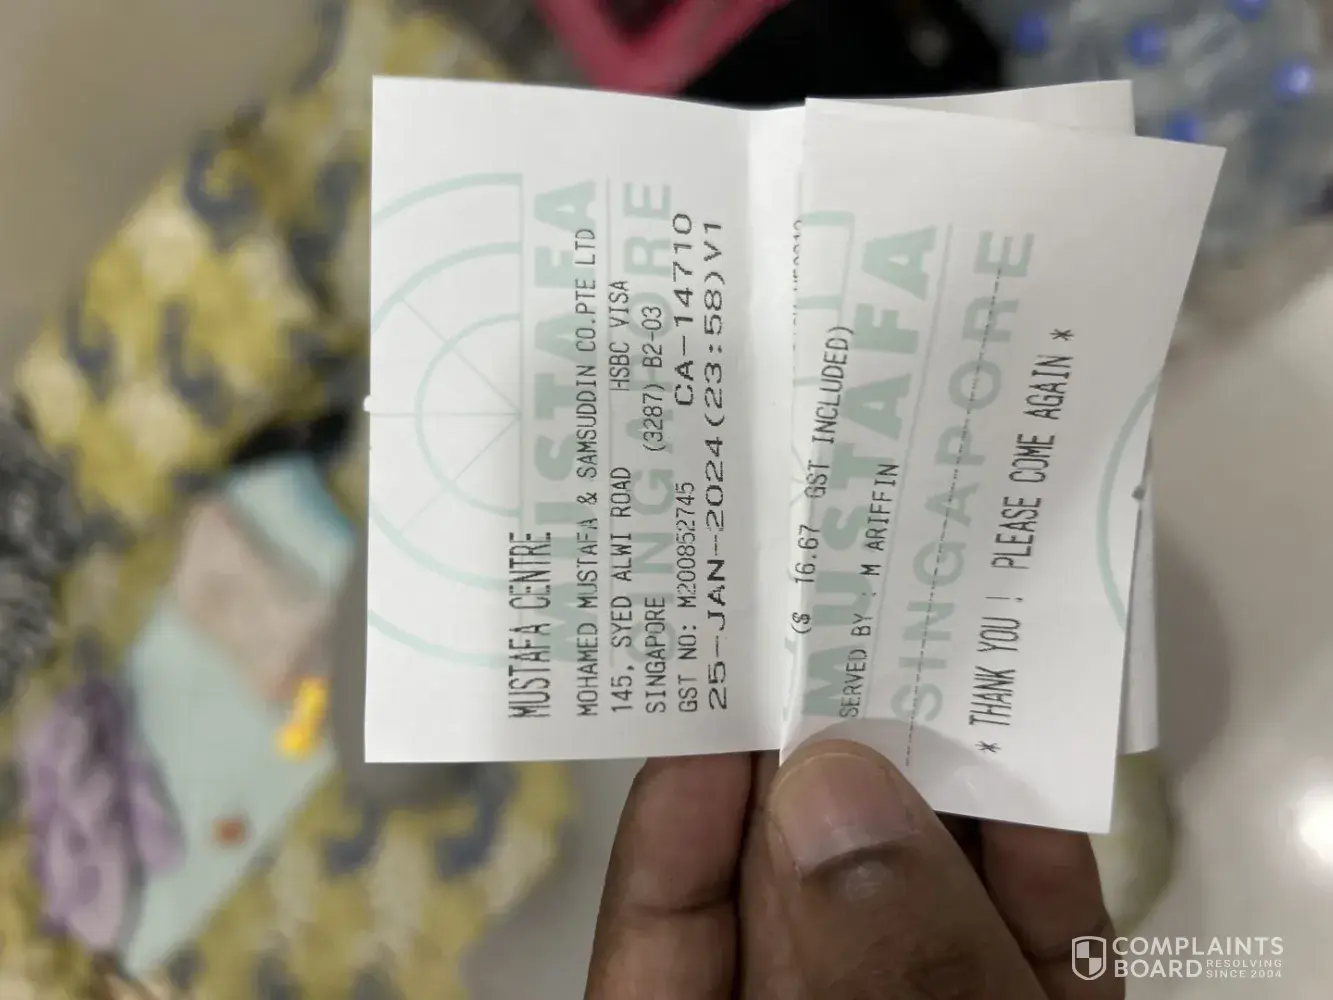 MUSTAFA CENTRE
MOHAMED MUSTAFA & SAMSUDDIN CO.PTE LTD
145, SYED ALWI ROAD HSBC VISA
SINGAPORE (3287) B2-03
GST NO: M200852745 CA-14710
25-JAN-2024(23:58)V1
MUSTAFA
SINGAPORE
($ 16.67 GST INCLUDED)
SERVED BY : M ARIFFIN
MUSTAFA
SINGAPORE
* THANK YOU ! PLEASE COME AGAIN *
COMPLAINTS
BOARD RESOLVING
SINCE 2004